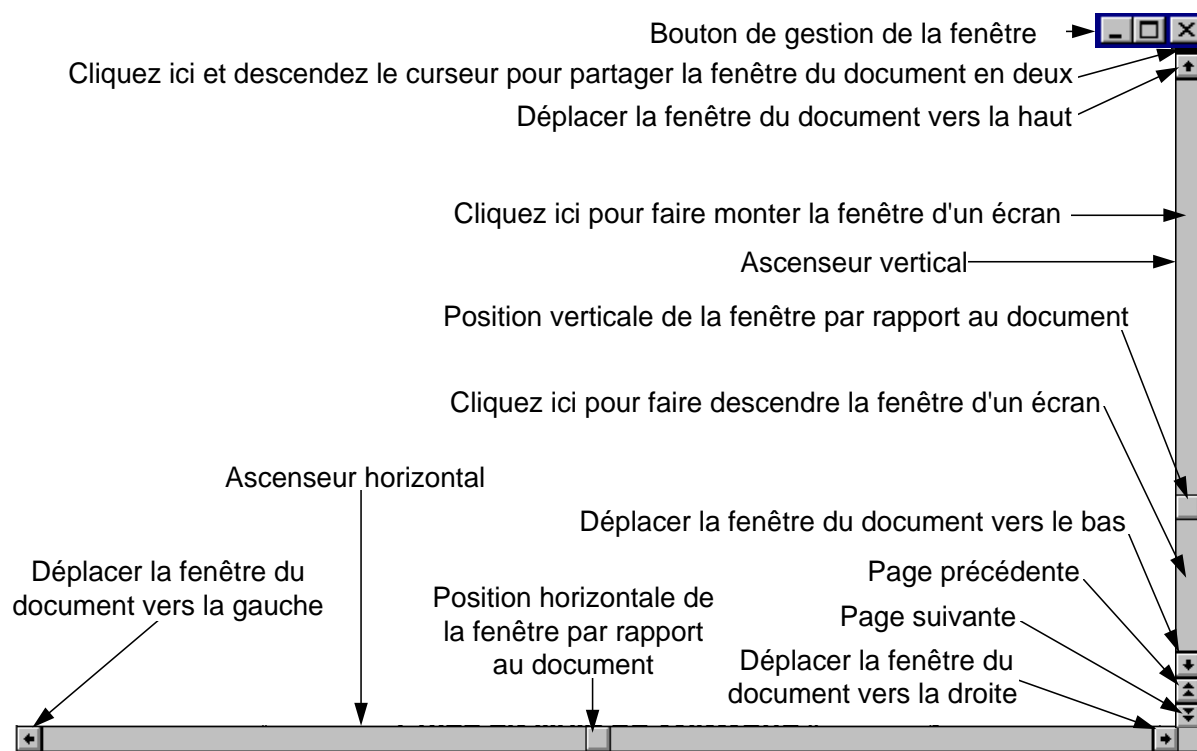 Bouton de gestion de la fenêtre
Cliquez ici et descendez le curseur pour partager la fenêtre du document en deux
Déplacer la fenêtre du document vers la haut
Cliquez ici pour faire monter la fenêtre d'un écran
Ascenseur vertical
Position verticale de la fenêtre par rapport au document
Cliquez ici pour faire descendre la fenêtre d'un écran
Ascenseur horizontal
Déplacer la fenêtre du document vers le bas
Déplacer la fenêtre du
document vers la gauche
Position horizontale de
la fenêtre par rapport
au document
Page précédente
Page suivante
Déplacer la fenêtre du
document vers la droite